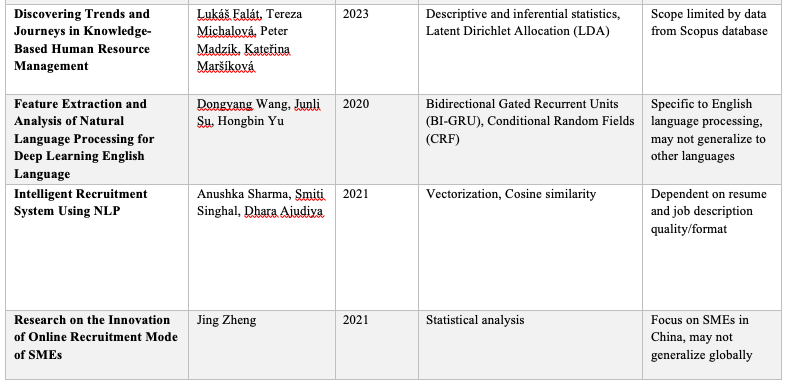 Discovering Trends and
Journeys in Knowledge-
Based Human Resource
Management
Lukáš Falát, Tereza
Michalová, Peter
Madzík, Kateřina
Maršíková
2023
Descriptive and inferential statistics,
Latent Dirichlet Allocation (LDA)
Scope limited by data
from Scopus database
Feature Extraction and
Analysis of Natural
Language Processing for
Deep Learning English
Language
Dongyang Wang, Junli
Su, Hongbin Yu
2020
Bidirectional Gated Recurrent Units
(BI-GRU), Conditional Random Fields
(CRF)
Specific to English
language processing,
may not generalize to
other languages
Intelligent Recruitment
System Using NLP
Anushka Sharma, Smiti
Singhal, Dhara Ajudiya
2021
Vectorization, Cosine similarity
Dependent on resume
and job description
quality/format
Research on the Innovation
of Online Recruitment Mode
of SMEs
Jing Zheng
2021
Statistical analysis
Focus on SMEs in
China, may not
generalize globally